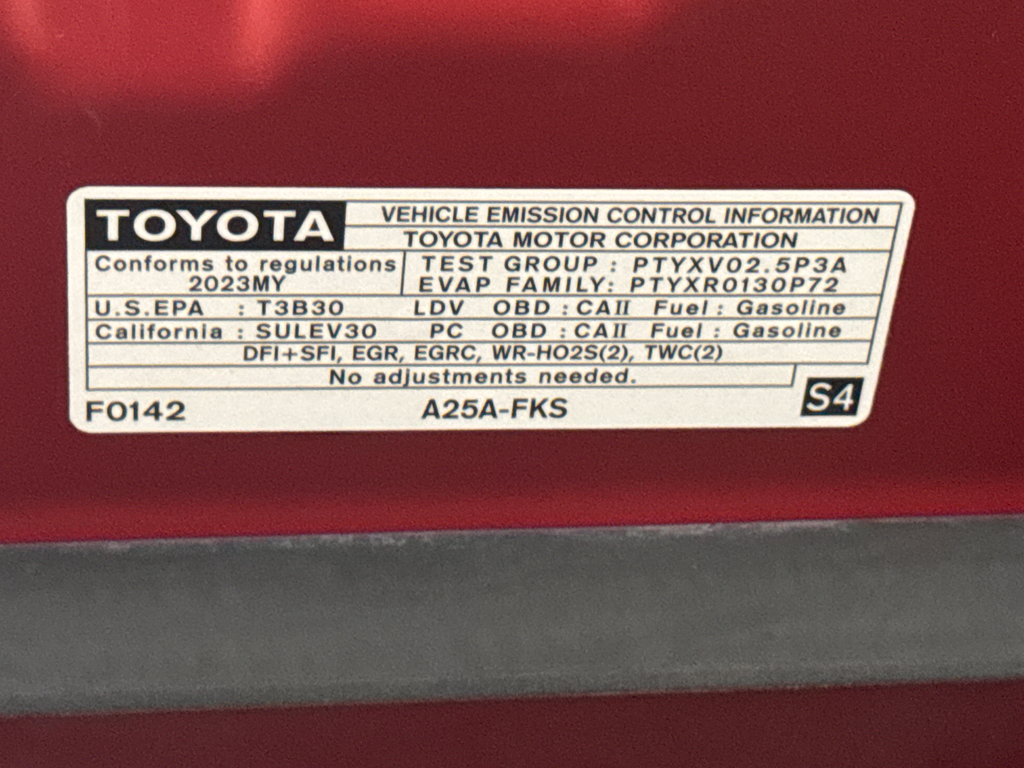 TOYOTA VEHICLE EMISSION CONTROL INFORMATION
TOYOTA MOTOR CORPORATION
Conforms to regulations
2023MY
TEST GROUP : PTYXV02.5P3A
EVAP FAMILY: PTYXR0130P72
U.S.EPA : T3B30 LDV OBD : CAII Fuel : Gasoline
California : SULEV30 PC OBD : CAII Fuel : Gasoline
DFI+SFI, EGR, EGRC, WR-HO2S(2), TWC(2)
No adjustments needed.
F0142 A25A-FKS S4